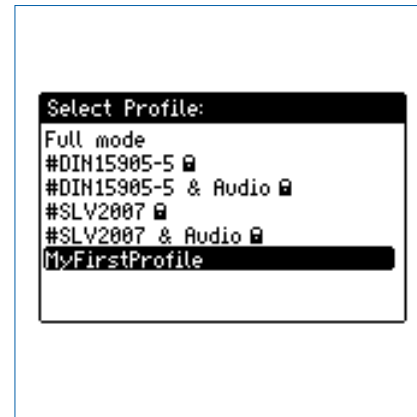 Select Profile:
Full mode
#DIN15905-5
#DIN15905-5 & Audio
#SLV2007
#SLV2007 & Audio
MyFirstProfile